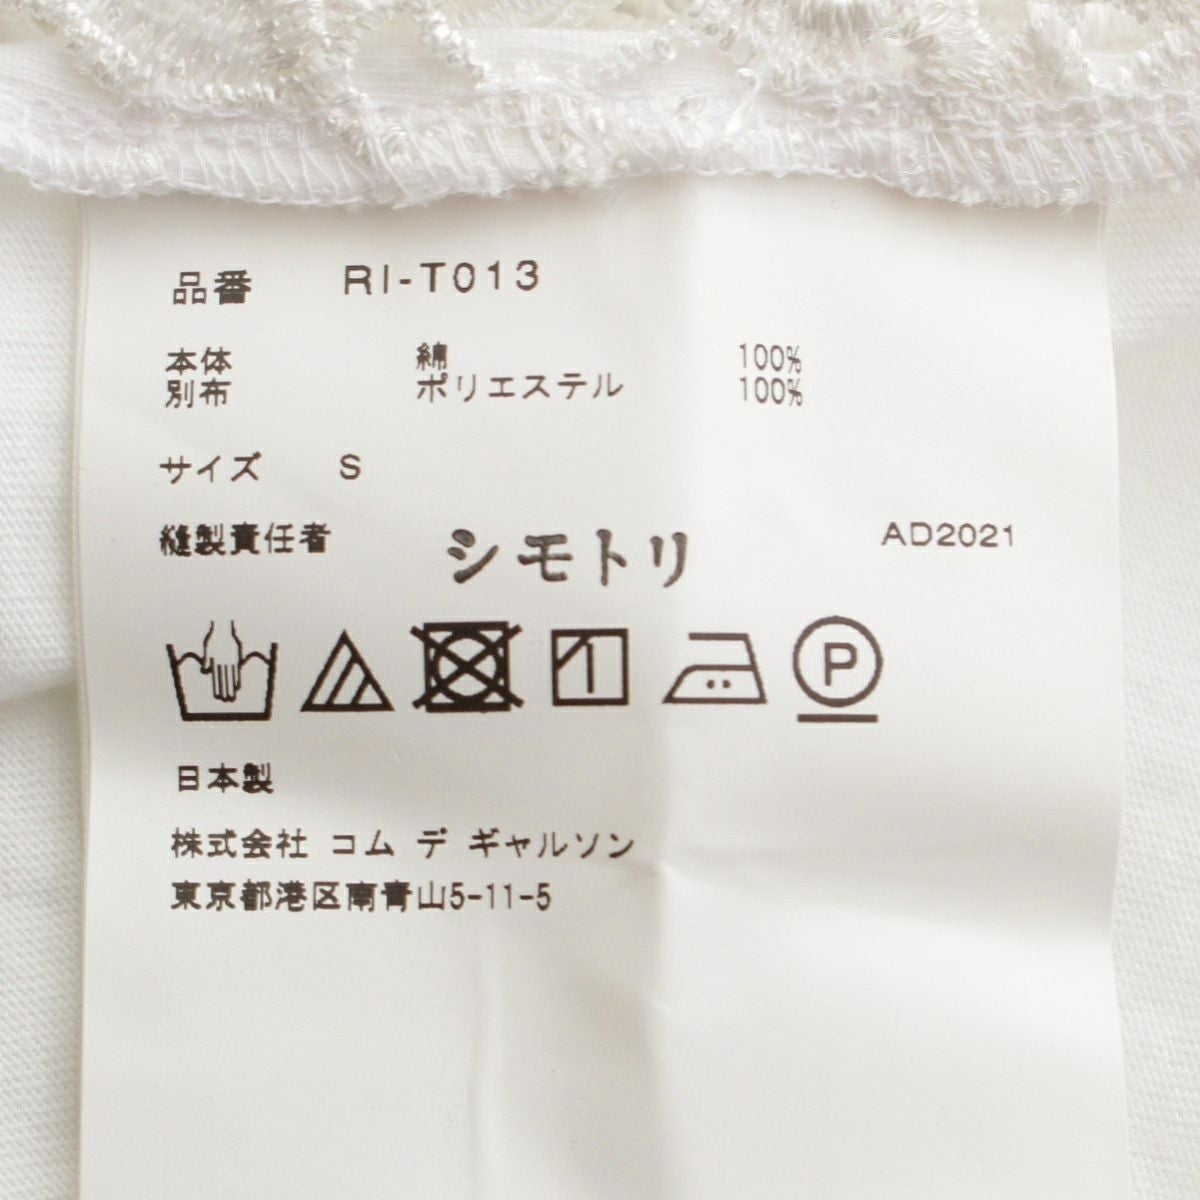 品番 RI-T013
本体 綿 100%
別布 ポリエステル 100%
サイズ S
縫製責任者 シモトリ AD2021
P
日本製
株式会社 コム デ ギャルソン
東京都港区南青山5-11-5